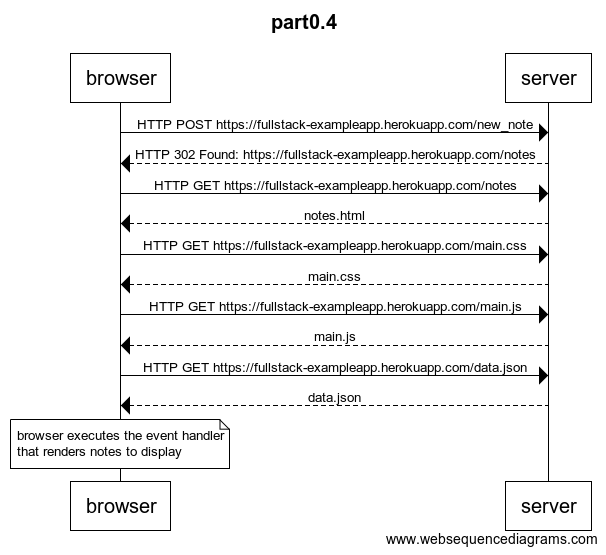 part0.4
browser
server
HTTP POST https://fullstack-exampleapp.herokuapp.com/new_note
HTTP 302 Found: https://fullstack-exampleapp.herokuapp.com/notes
HTTP GET https://fullstack-exampleapp.herokuapp.com/notes
notes.html
HTTP GET https://fullstack-exampleapp.herokuapp.com/main.css
main.css
HTTP GET https://fullstack-exampleapp.herokuapp.com/main.js
main.js
HTTP GET https://fullstack-exampleapp.herokuapp.com/data.json
data.json
browser executes the event handler
that renders notes to display
browser
server
www.websequencediagrams.com